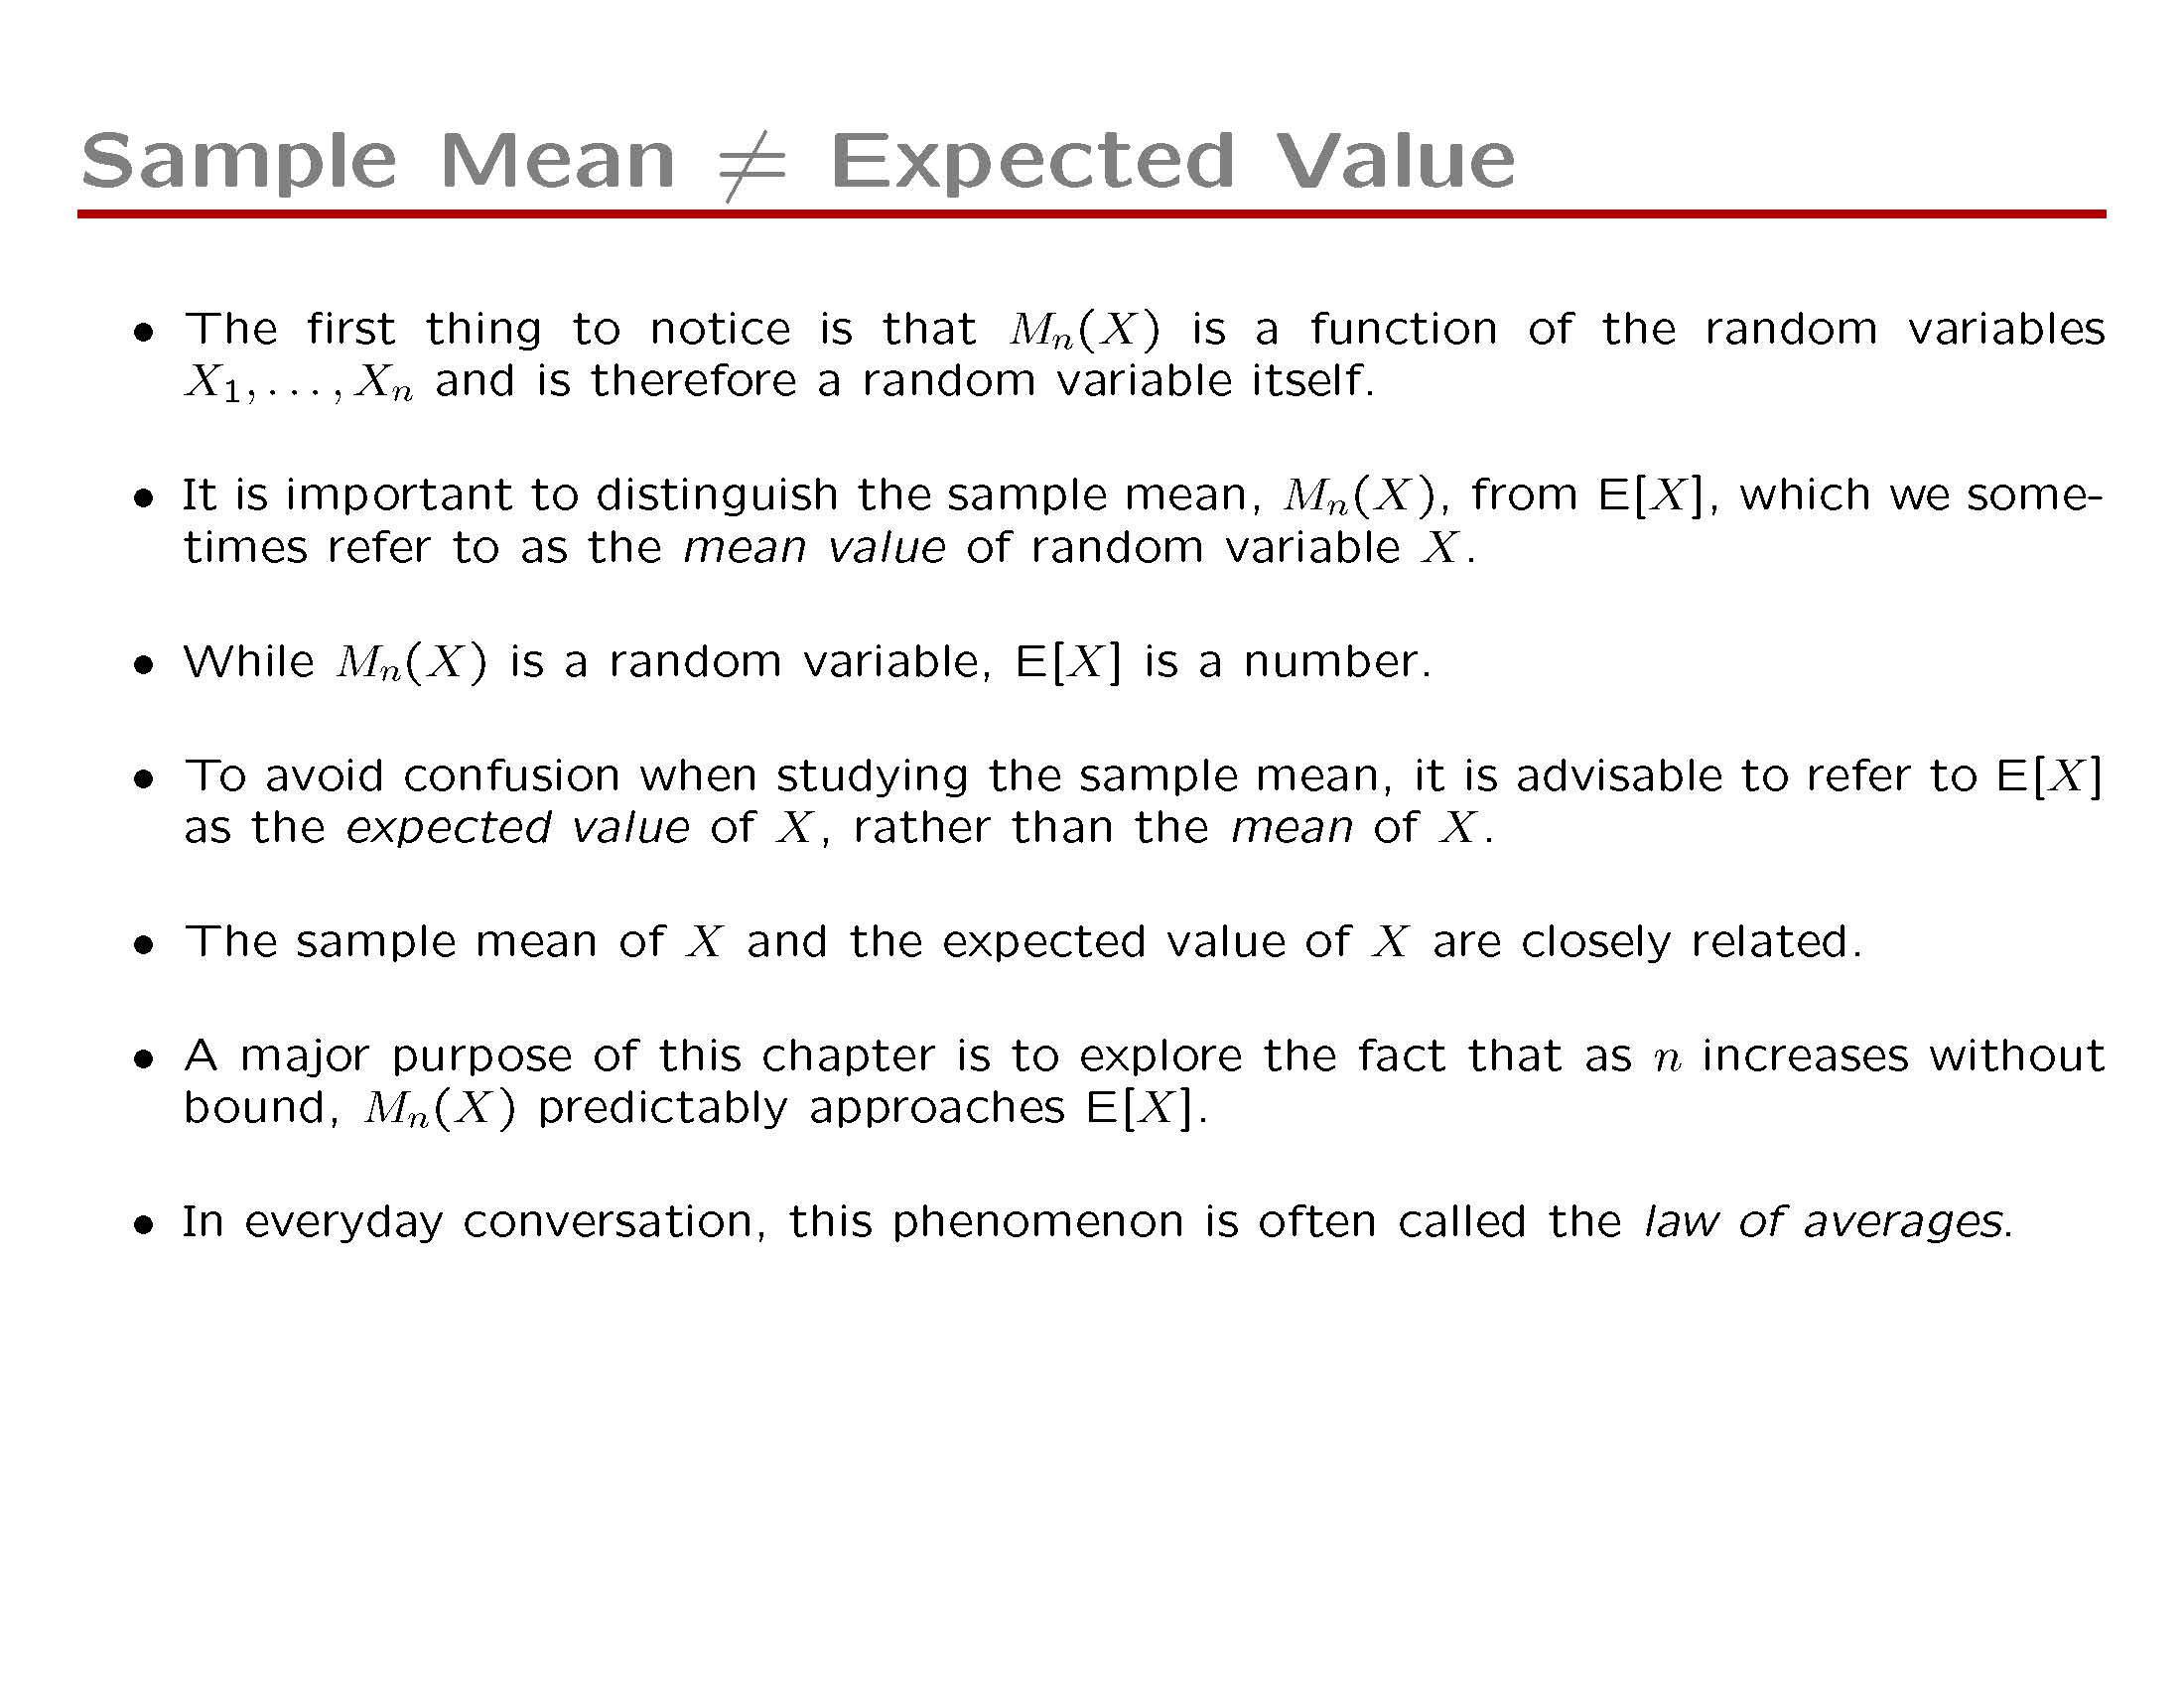 Sample Mean ≠ Expected Value
• The first thing to notice is that Mn(X) is a function of the random variables
X1, . . . , Xn and is therefore a random variable itself.
• It is important to distinguish the sample mean, Mn(X), from E[X], which we some-
times refer to as the mean value of random variable X.
• While Mn(X) is a random variable, E[X] is a number.
• To avoid confusion when studying the sample mean, it is advisable to refer to E[X]
as the expected value of X, rather than the mean of X.
• The sample mean of X and the expected value of X are closely related.
• A major purpose of this chapter is to explore the fact that as n increases without
bound, Mn(X) predictably approaches E[X].
• In everyday conversation, this phenomenon is often called the law of averages.